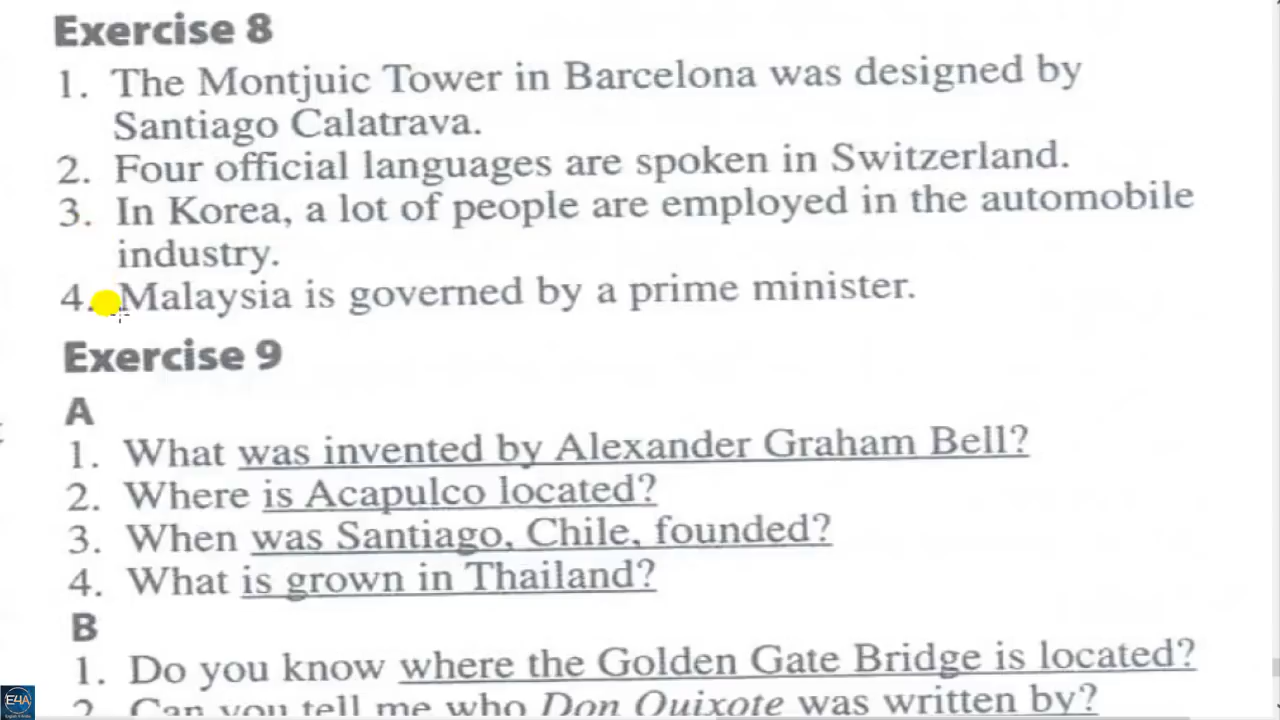 Exercise 8
1. The Montjuic Tower in Barcelona was designed by
Santiago Calatrava.
2. Four official languages are spoken in Switzerland.
3. In Korea, a lot of people are employed in the automobile
industry.
4. Malaysia is governed by a prime minister.
Exercise 9
A
1. What was invented by Alexander Graham Bell?
2. Where is Acapulco located?
3. When was Santiago, Chile, founded?
4. What is grown in Thailand?
B
1. Do you know where the Golden Gate Bridge is located?
2. Can you tell me who Don Quixote was written by?
E4A